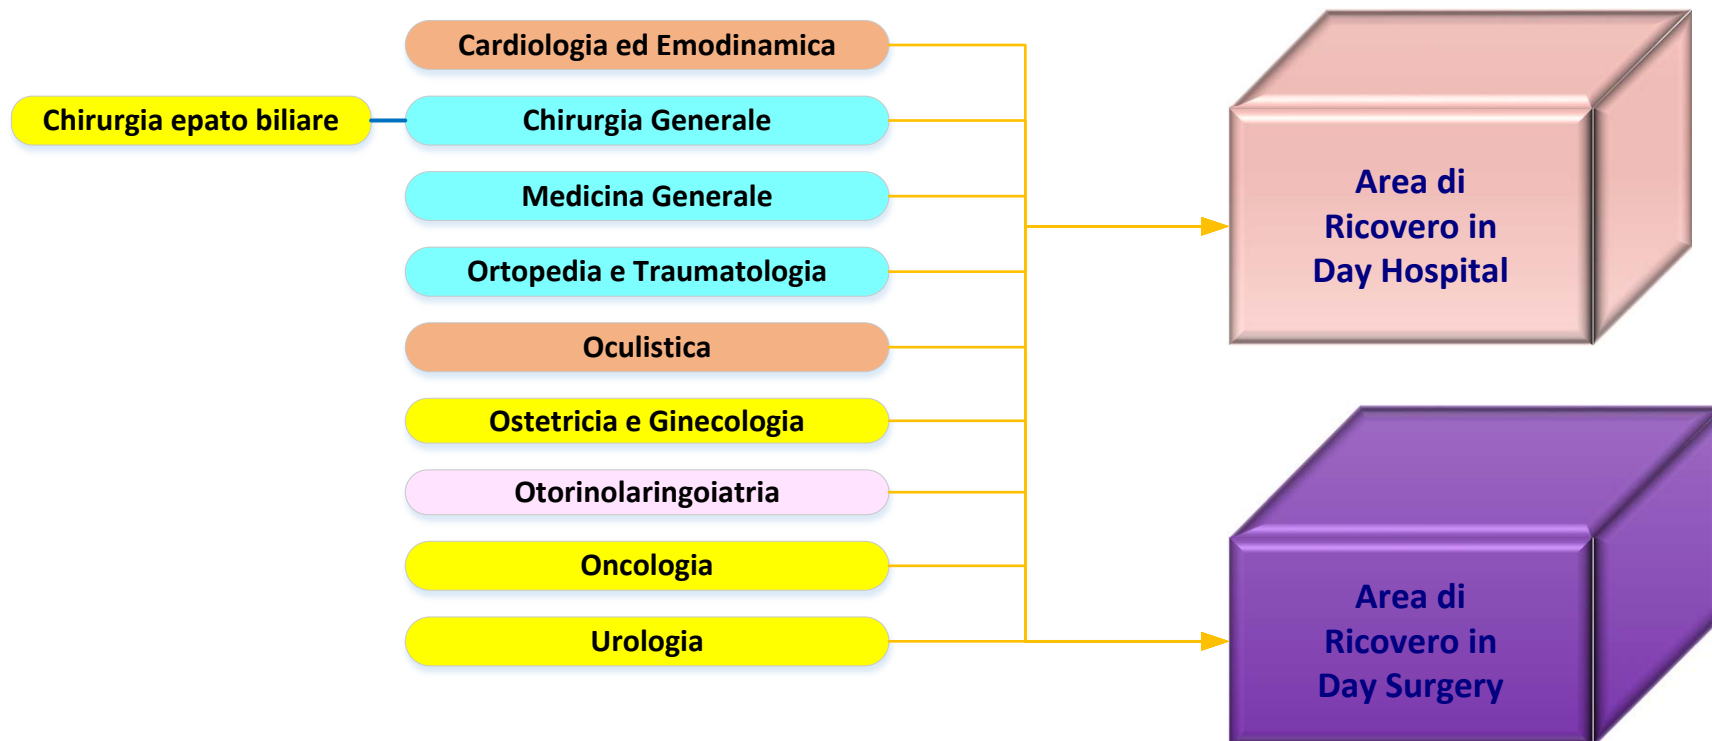 Cardiologia ed Emodinamica
Chirurgia epato biliare
Chirurgia Generale
Medicina Generale
Ortopedia e Traumatologia
Oculistica
Ostetricia e Ginecologia
Otorinolaringoiatria
Oncologia
Urologia
Area di
Ricovero in
Day Hospital
Area di
Ricovero in
Day Surgery